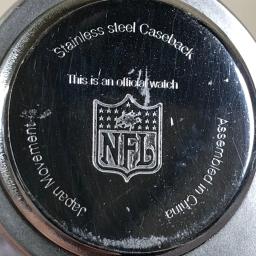 Stainless steel Caseback
This is an official watch
NFL
Japan Movement
Assembled in China